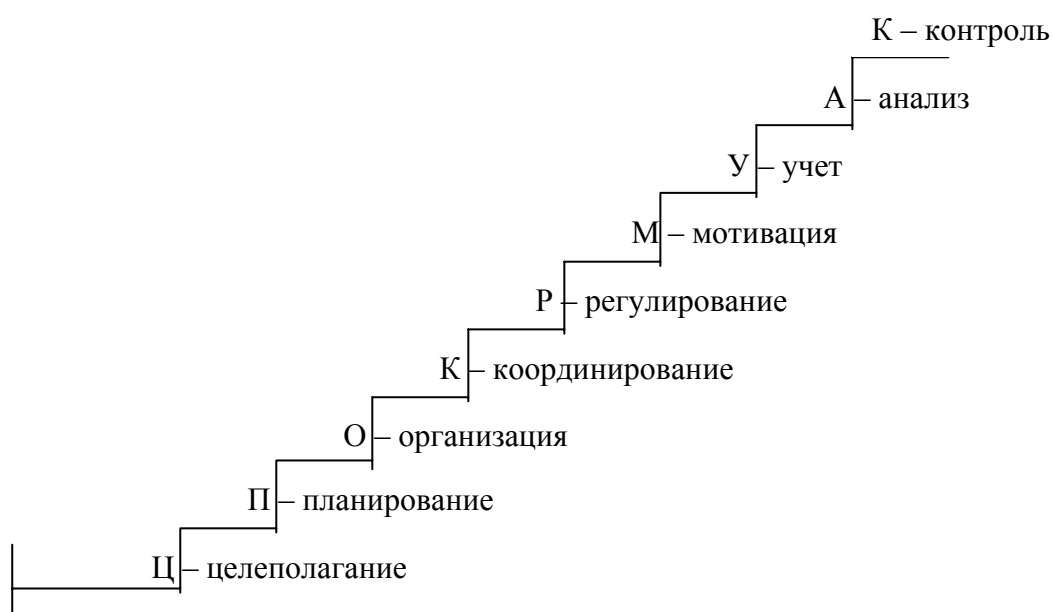 К – контроль
А – анализ
У – учет
М – мотивация
Р – регулирование
К – координирование
О – организация
П – планирование
Ц – целеполагание